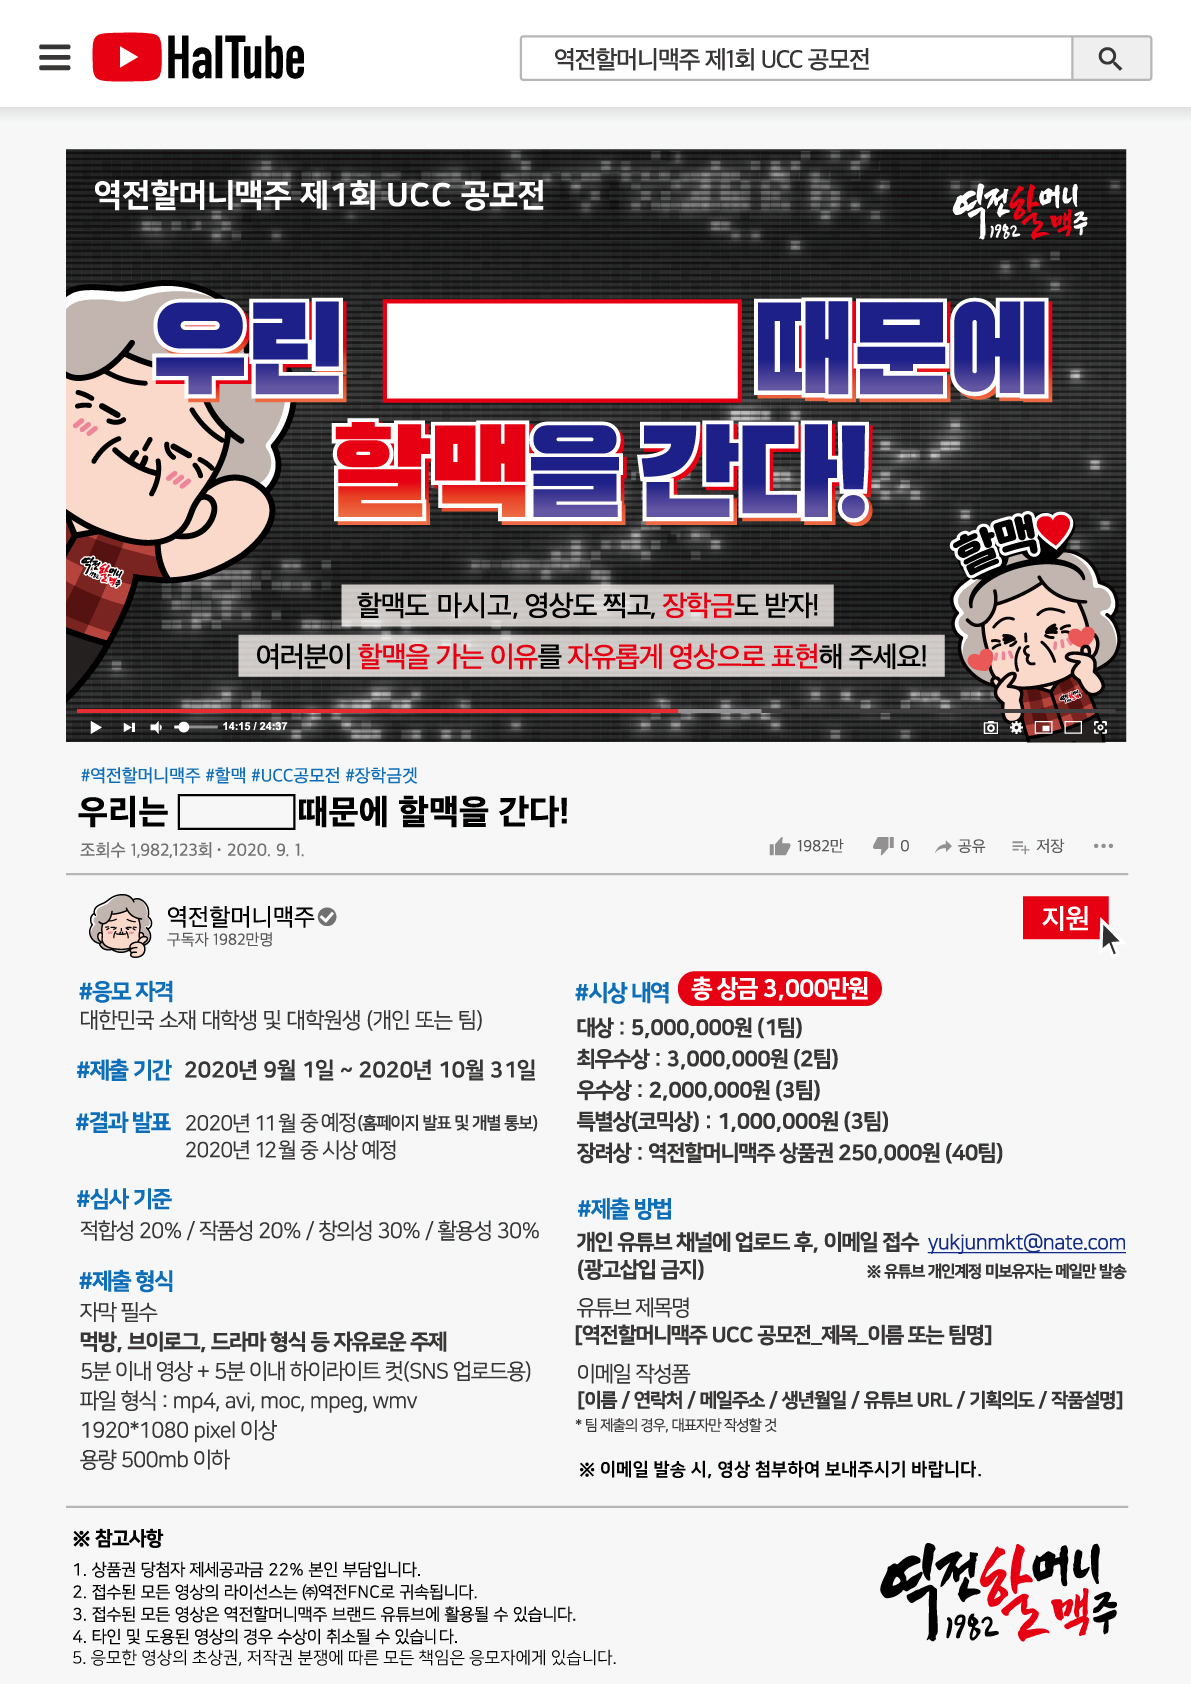 HalTube
역전할머니맥주 제1회 UCC 공모전
역전할머니맥주 제1회 UCC 공모전
역전할머니맥주
1982
우린 때문에
할맥을 간다!
할맥
역전할머니맥주
할맥도 마시고, 영상도 찍고, 장학금도 받자!
여러분이 할맥을 가는 이유를 자유롭게 영상으로 표현해 주세요!
14:15 / 24:37
#역전할머니맥주 #할맥 #UCC공모전 #장학금겟
우리는 때문에 할맥을 간다!
조회수 1,982,123회 · 2020. 9. 1.
1982만 0 공유 저장
역전할머니맥주
구독자 1982만명
지원
#응모 자격
대한민국 소재 대학생 및 대학원생 (개인 또는 팀)
#제출 기간 2020년 9월 1일 ~ 2020년 10월 31일
#결과 발표 2020년 11월 중 예정(홈페이지 발표 및 개별 통보)
2020년 12월 중 시상 예정
#심사 기준
적합성 20% / 작품성 20% / 창의성 30% / 활용성 30%
#제출 형식
자막 필수
먹방, 브이로그, 드라마 형식 등 자유로운 주제
5분 이내 영상 + 5분 이내 하이라이트 컷(SNS 업로드용)
파일 형식 : mp4, avi, moc, mpeg, wmv
1920*1080 pixel 이상
용량 500mb 이하
#시상 내역 총 상금 3,000만원
대상 : 5,000,000원 (1팀)
최우수상 : 3,000,000원 (2팀)
우수상 : 2,000,000원 (3팀)
특별상(코믹상) : 1,000,000원 (3팀)
장려상 : 역전할머니맥주 상품권 250,000원 (40팀)
#제출 방법
개인 유튜브 채널에 업로드 후, 이메일 접수 yukjunmkt@nate.com
(광고삽입 금지) ※ 유튜브 개인계정 미보유자는 메일만 발송
유튜브 제목명
[역전할머니맥주 UCC 공모전_제목_이름 또는 팀명]
이메일 작성폼
[이름 / 연락처 / 메일주소 / 생년월일 / 유튜브 URL / 기획의도 / 작품설명]
* 팀 제출의 경우, 대표자만 작성할 것
※ 이메일 발송 시, 영상 첨부하여 보내주시기 바랍니다.
※ 참고사항
1. 상품권 당첨자 제세공과금 22% 본인 부담입니다.
2. 접수된 모든 영상의 라이선스는 ㈜역전FNC로 귀속됩니다.
3. 접수된 모든 영상은 역전할머니맥주 브랜드 유튜브에 활용될 수 있습니다.
4. 타인 및 도용된 영상의 경우 수상이 취소될 수 있습니다.
5. 응모한 영상의 초상권, 저작권 분쟁에 따른 모든 책임은 응모자에게 있습니다.
역전할머니맥주
1982